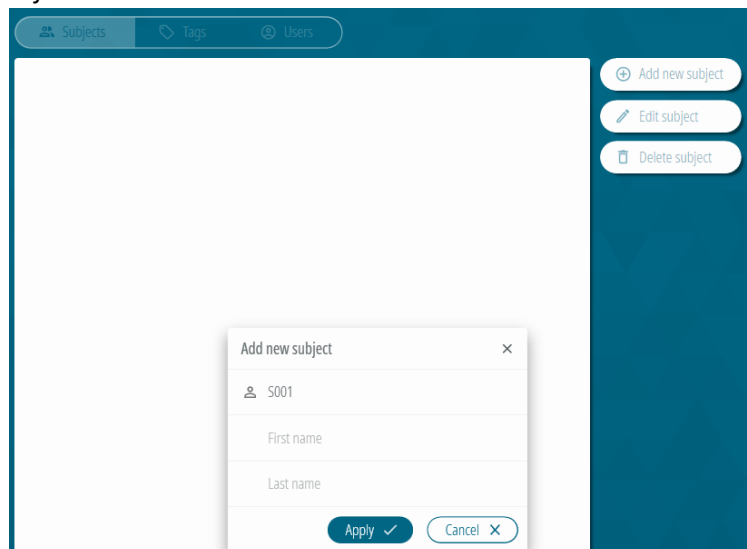 Subjects
Tags
Users
Add new subject
Edit subject
Delete subject
Add new subject
S001
First name
Last name
Apply
Cancel